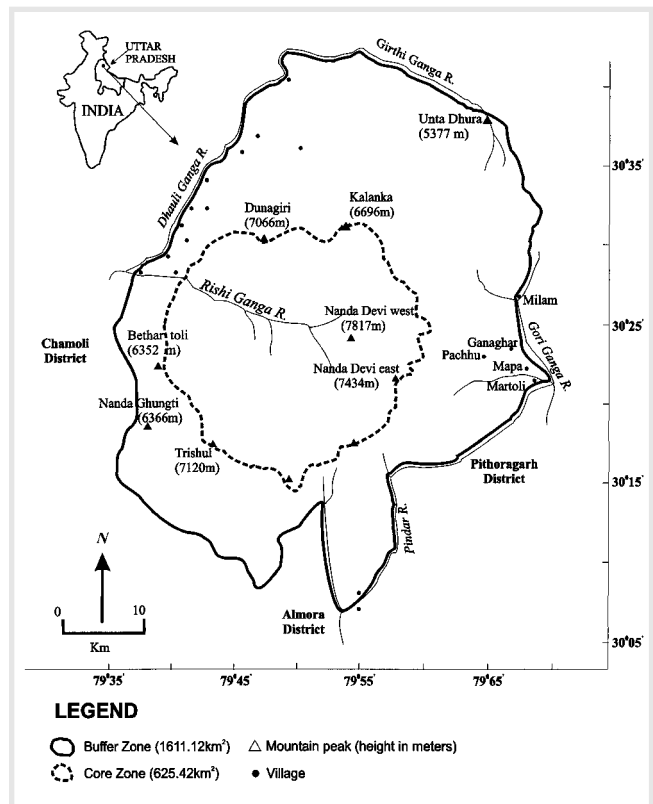 UTTAR
PRADESH
INDIA
Girthi Ganga R.
Unta Dhura
(5377 m)
30°35'
Dhauli Ganga R.
Dunagiri
(7066m)
Kalanka
(6696m)
Rishi Ganga R.
Milam
Nanda Devi west
(7817m)
30°25'
Chamoli
District
Bethartoli
(6352 m)
Ganaghar
Pachhu
Gori Ganga R.
Mapa
Nanda Devi east
(7434m)
Martoli
Nanda Ghungti
(6366m)
Trishul
(7120m)
Pithoragarh
District
30°15'
Pindar R.
N
0 10
Km
Almora
District
30°05'
79°35' 79°45' 79°55' 79°65'
LEGEND
Buffer Zone (1611.12km²)
Mountain peak (height in meters)
Core Zone (625.42km²)
Village